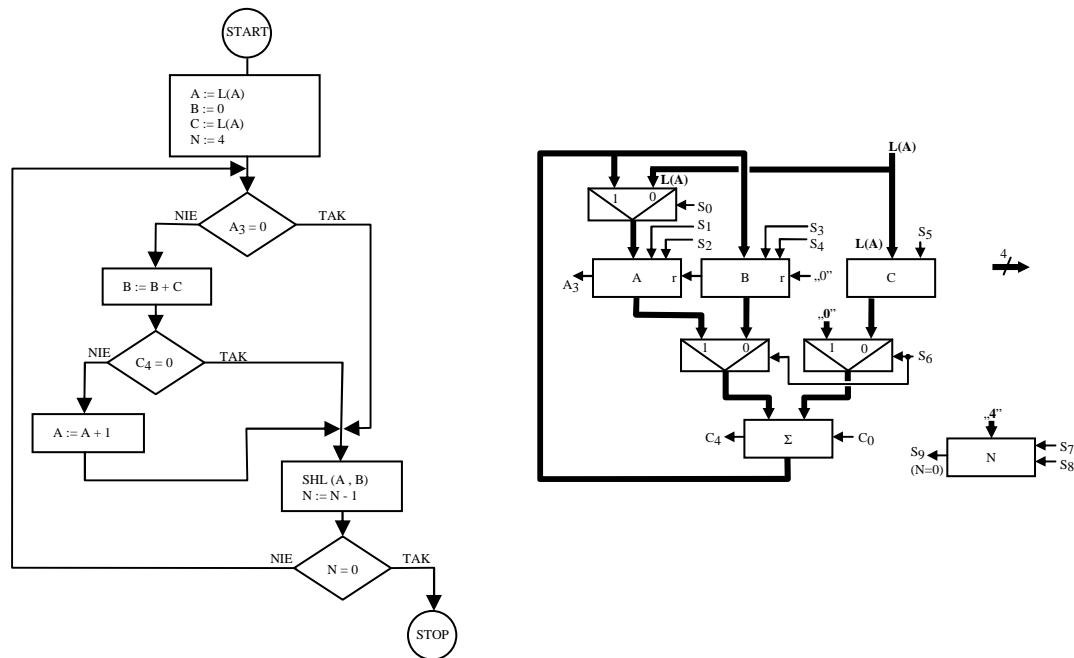 START
A := L(A)
B := 0
C := L(A)
N := 4
NIE
A3 = 0
TAK
B := B + C
NIE
C4 = 0
TAK
A := A + 1
SHL (A , B)
N := N - 1
NIE
N = 0
TAK
STOP
L(A)
L(A)
1
0
S0
S1
S2
S3
S4
L(A)
S5
A3
A
r
B
r
„0”
C
4
„0”
1
0
1
0
S6
C4
Σ
C0
„4”
S9
(N=0)
N
S7
S8